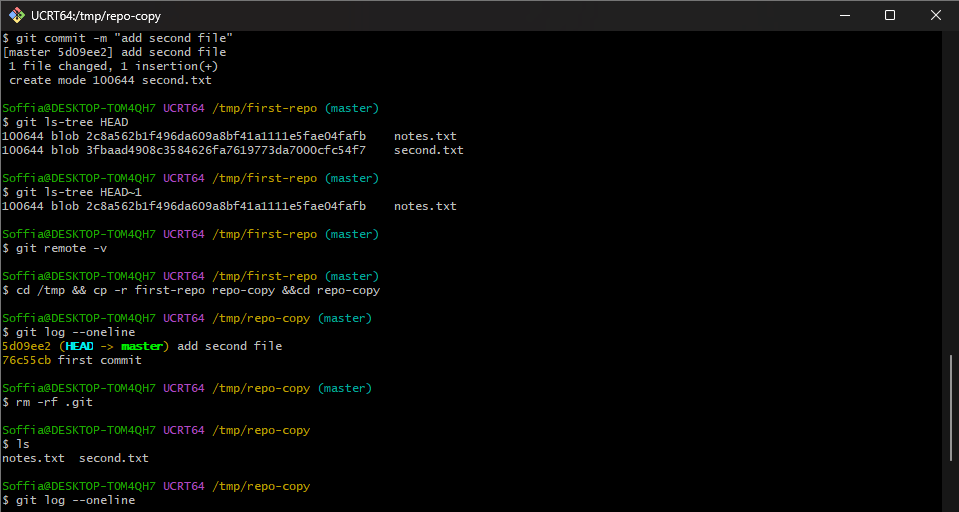 UCRT64:/tmp/repo-copy
$ git commit -m "add second file"
[master 5d09ee2] add second file
 1 file changed, 1 insertion(+)
 create mode 100644 second.txt

Soffia@DESKTOP-TOM4QH7 UCRT64 /tmp/first-repo (master)
$ git ls-tree HEAD
100644 blob 2c8a562b1f496da609a8bf41a1111e5fae04fafb    notes.txt
100644 blob 3fbaad4908c3584626fa7619773da7000cfc54f7    second.txt

Soffia@DESKTOP-TOM4QH7 UCRT64 /tmp/first-repo (master)
$ git ls-tree HEAD~1
100644 blob 2c8a562b1f496da609a8bf41a1111e5fae04fafb    notes.txt

Soffia@DESKTOP-TOM4QH7 UCRT64 /tmp/first-repo (master)
$ git remote -v

Soffia@DESKTOP-TOM4QH7 UCRT64 /tmp/first-repo (master)
$ cd /tmp && cp -r first-repo repo-copy &&cd repo-copy

Soffia@DESKTOP-TOM4QH7 UCRT64 /tmp/repo-copy (master)
$ git log --oneline
5d09ee2 (HEAD -> master) add second file
76c55cb first commit

Soffia@DESKTOP-TOM4QH7 UCRT64 /tmp/repo-copy (master)
$ rm -rf .git

Soffia@DESKTOP-TOM4QH7 UCRT64 /tmp/repo-copy
$ ls
notes.txt  second.txt

Soffia@DESKTOP-TOM4QH7 UCRT64 /tmp/repo-copy
$ git log --oneline